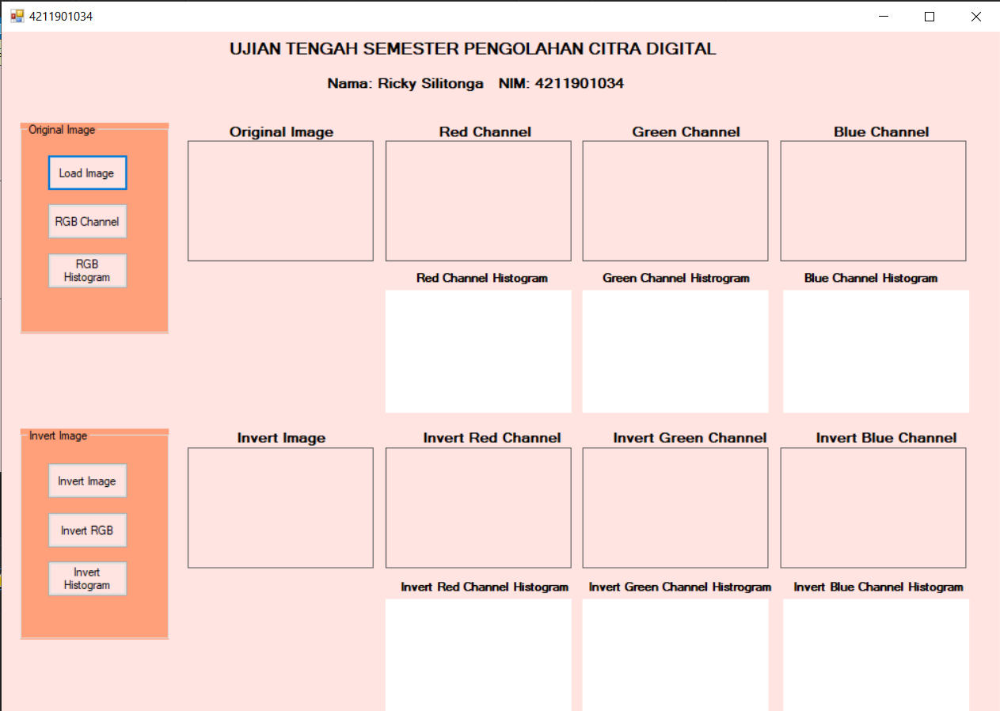 4211901034
UJIAN TENGAH SEMESTER PENGOLAHAN CITRA DIGITAL
Nama: Ricky Silitonga NIM: 4211901034
Original Image
Load Image
RGB Channel
RGB
Histogram
Original Image
Red Channel
Green Channel
Blue Channel
Red Channel Histogram
Green Channel Histrogram
Blue Channel Histogram
Invert Image
Invert Image
Invert RGB
Invert
Histogram
Invert Image
Invert Red Channel
Invert Green Channel
Invert Blue Channel
Invert Red Channel Histogram
Invert Green Channel Histrogram
Invert Blue Channel Histogram